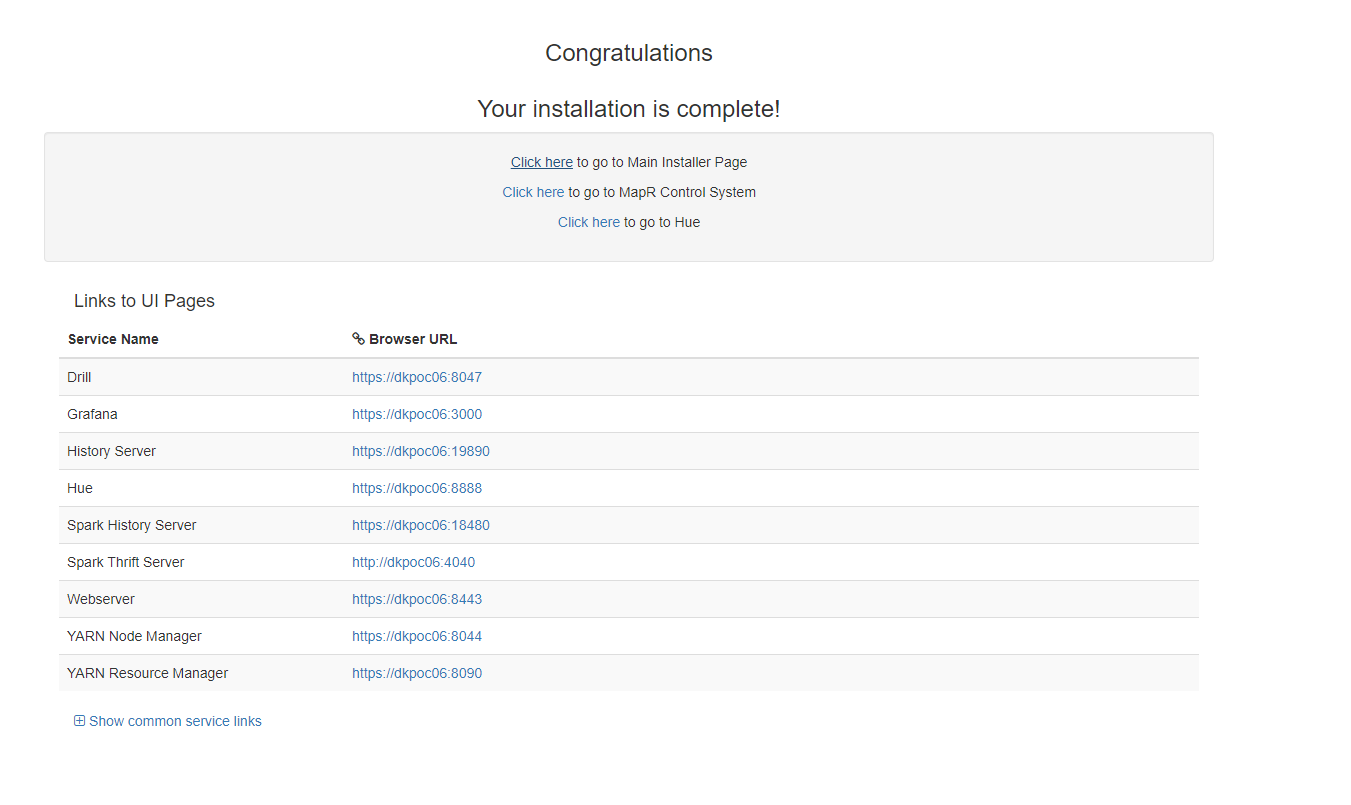 Congratulations
Your installation is complete!
Click here to go to Main Installer Page
Click here to go to MapR Control System
Click here to go to Hue
Links to UI Pages
Service Name Browser URL
Drill https://dkpoc06:8047
Grafana https://dkpoc06:3000
History Server https://dkpoc06:19890
Hue https://dkpoc06:8888
Spark History Server https://dkpoc06:18480
Spark Thrift Server http://dkpoc06:4040
Webserver https://dkpoc06:8443
YARN Node Manager https://dkpoc06:8044
YARN Resource Manager https://dkpoc06:8090
Show common service links